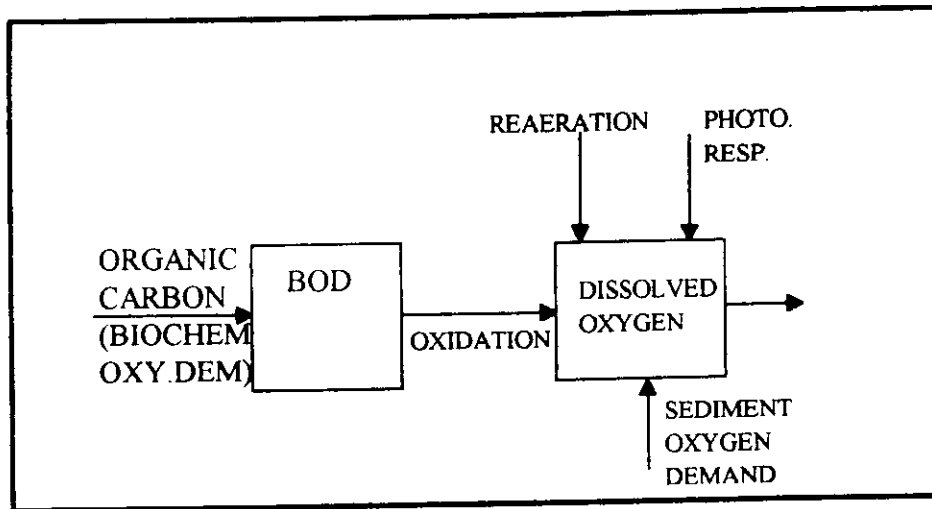 REAERATION
PHOTO.
RESP.
ORGANIC
CARBON
(BIOCHEM
OXY.DEM)
BOD
OXIDATION
DISSOLVED
OXYGEN
SEDIMENT
OXYGEN
DEMAND